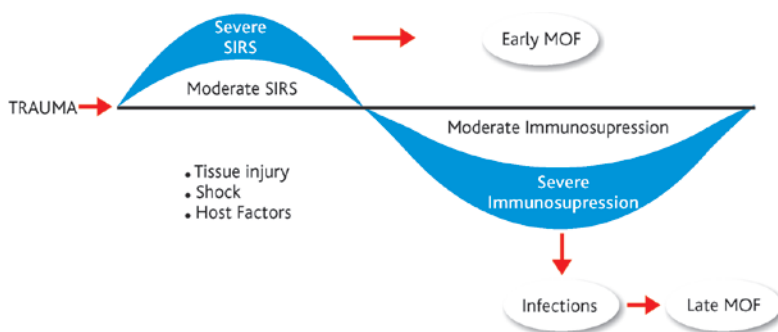 Severe
SIRS
Early MOF
Moderate SIRS
TRAUMA
Moderate Immunosupression
• Tissue injury
• Shock
• Host Factors
Severe
Immunosupression
Infections
Late MOF